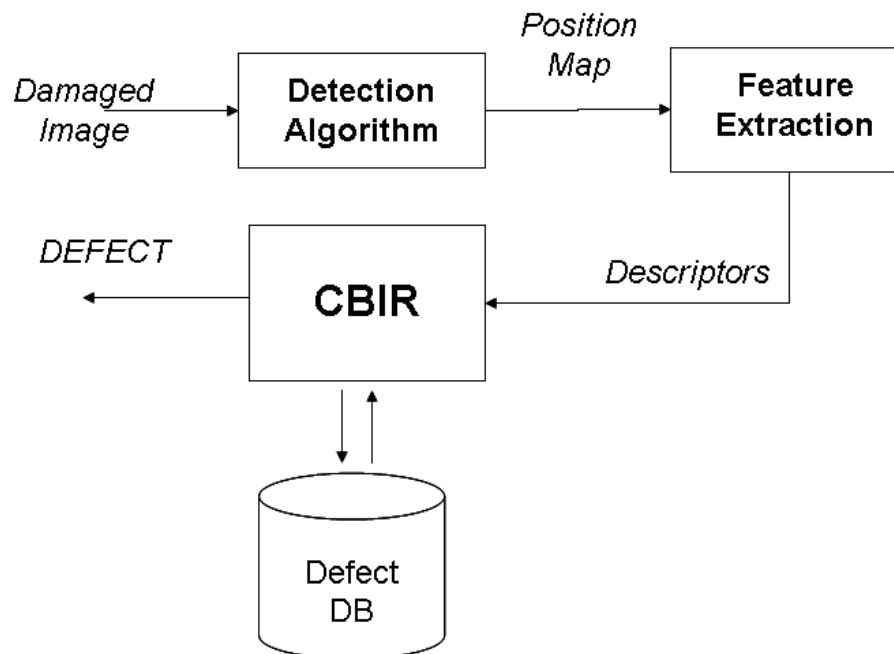 Damaged
Image
Detection
Algorithm
Position
Map
Feature
Extraction
DEFECT
CBIR
Descriptors
Defect
DB